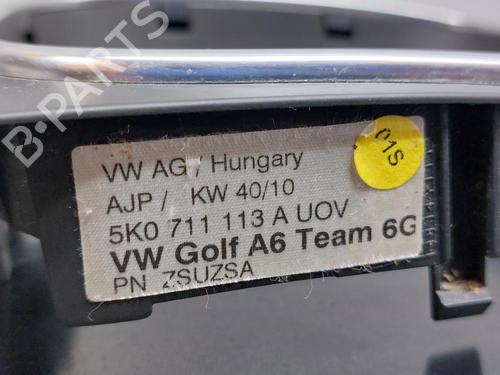 B-PARTS
VW AG / Hungary
AJP / KW 40/10
5K0 711 113 A UOV
VW Golf A6 Team 6G
PN ZSUZSA
01S